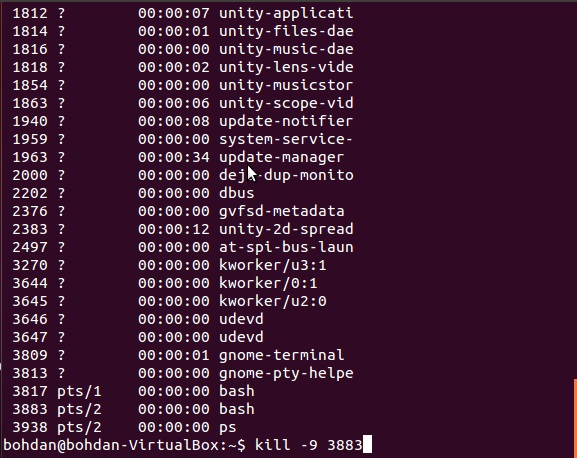 1812 ? 00:00:07 unity-applicati
1814 ? 00:00:01 unity-files-dae
1816 ? 00:00:00 unity-music-dae
1818 ? 00:00:02 unity-lens-vide
1854 ? 00:00:00 unity-musicstor
1863 ? 00:00:06 unity-scope-vid
1940 ? 00:00:08 update-notifier
1959 ? 00:00:00 system-service-
1963 ? 00:00:34 update-manager
2000 ? 00:00:00 deja-dup-monito
2202 ? 00:00:00 dbus
2376 ? 00:00:00 gvfsd-metadata
2383 ? 00:00:12 unity-2d-spread
2497 ? 00:00:00 at-spi-bus-laun
3270 ? 00:00:00 kworker/u3:1
3644 ? 00:00:00 kworker/0:1
3645 ? 00:00:00 kworker/u2:0
3646 ? 00:00:00 udevd
3647 ? 00:00:00 udevd
3809 ? 00:00:01 gnome-terminal
3813 ? 00:00:00 gnome-pty-helpe
3817 pts/1 00:00:00 bash
3883 pts/2 00:00:00 bash
3938 pts/2 00:00:00 ps
bohdan@bohdan-VirtualBox:~$ kill -9 3883